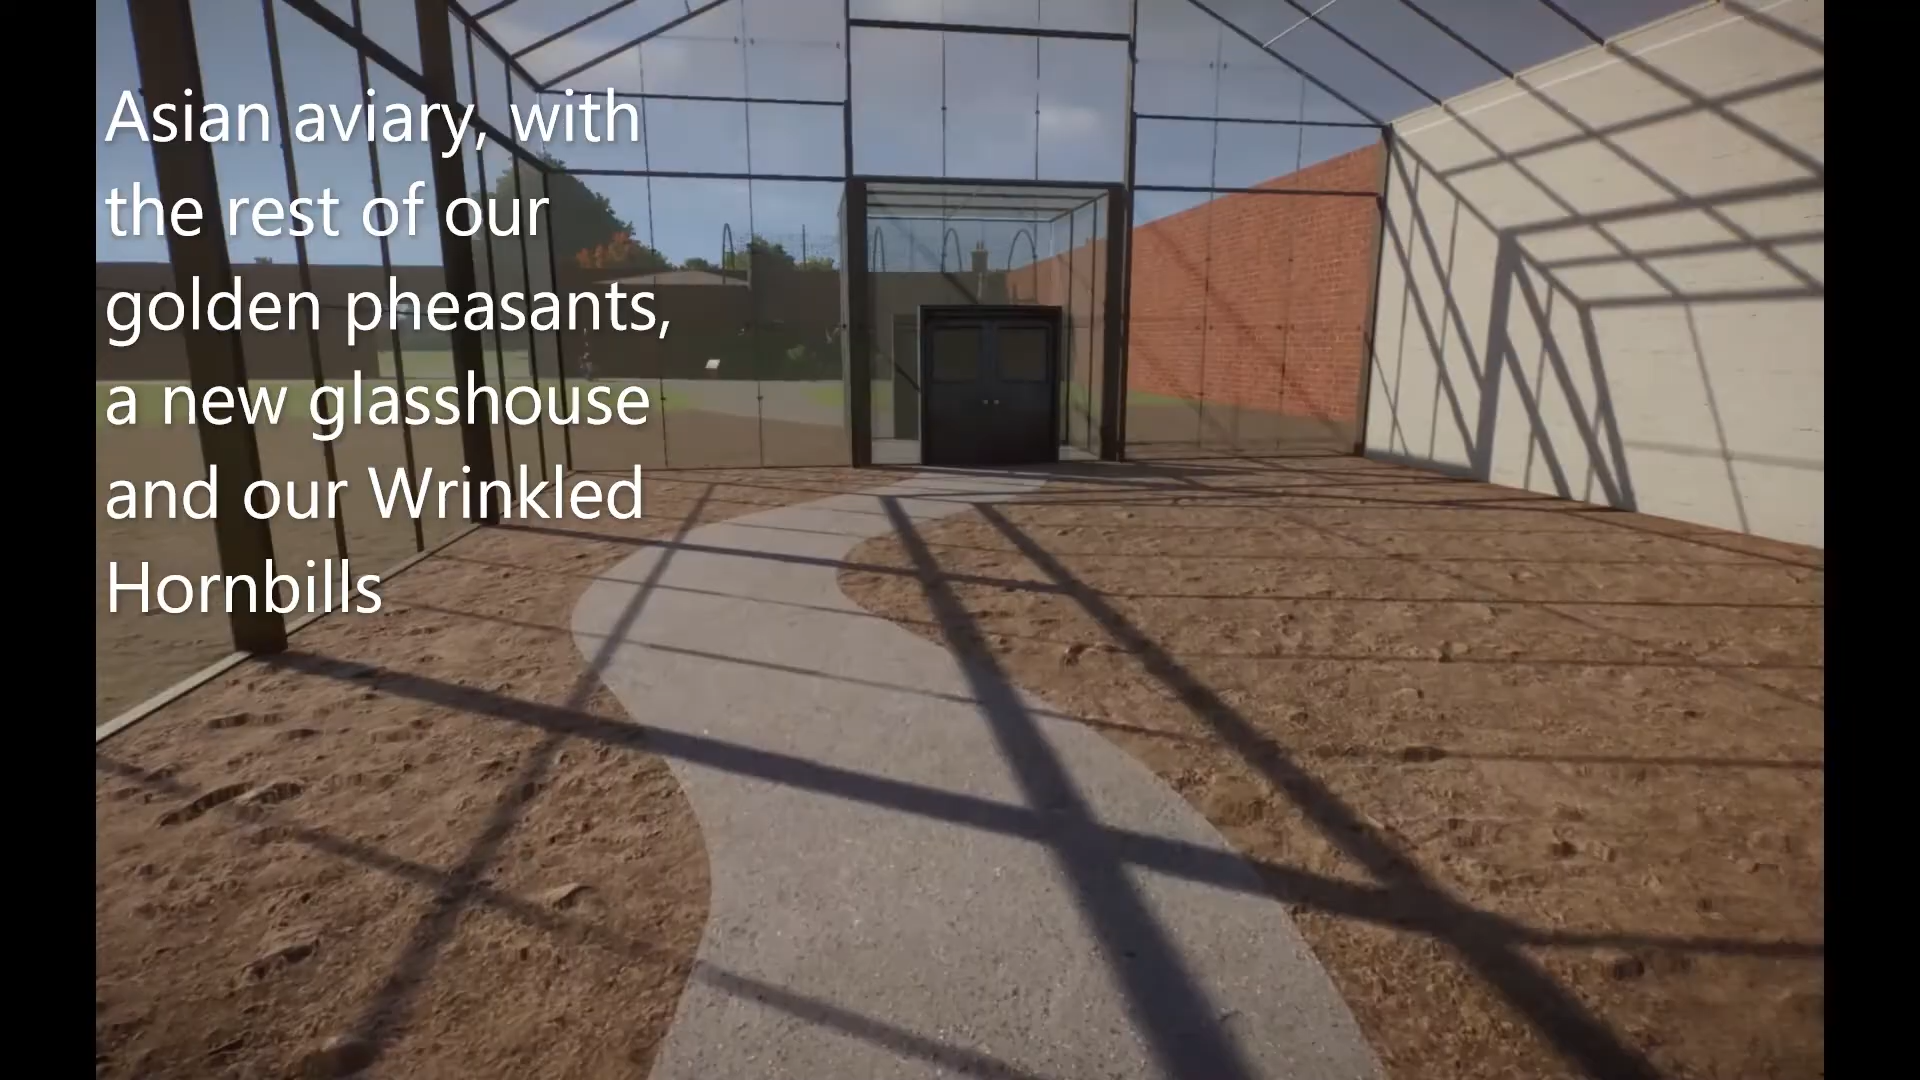 Asian aviary, with
the rest of our
golden pheasants,
a new glasshouse
and our Wrinkled
Hornbills